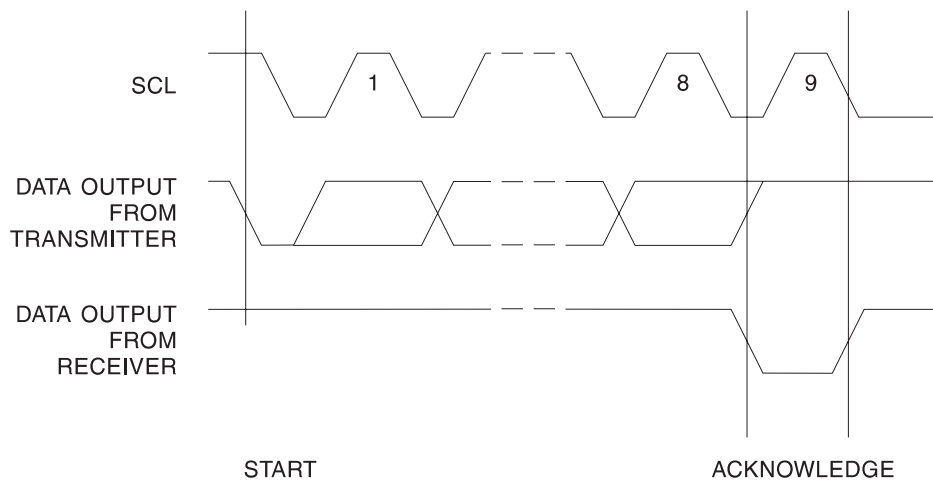 SCL
1
8
9
DATA OUTPUT
FROM
TRANSMITTER
DATA OUTPUT
FROM
RECEIVER
START
ACKNOWLEDGE